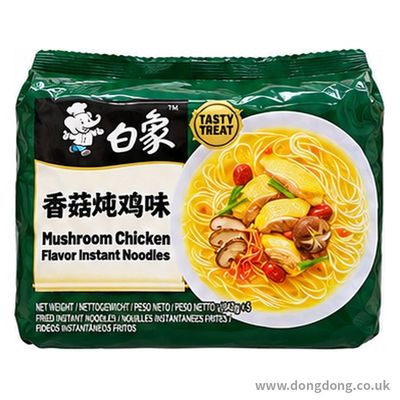 TM
白象
TASTY
TREAT
香菇炖鸡味
Mushroom Chicken
Flavor Instant Noodles
NET WEIGHT / NETTOGEWICHT / PESO NETO / PESO NETTO
FRIED INSTANT NOODLES / NOUILLES INSTANTANÉES FRITES /
FIDEOS INSTANTÁNEOS FRITOS
www.dongdong.co.uk